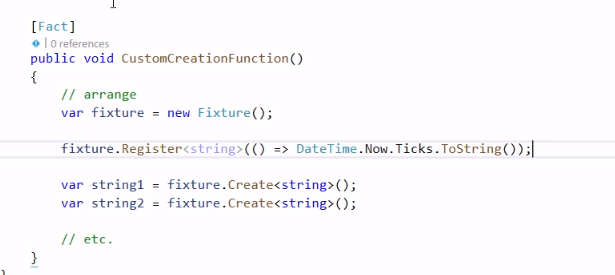 [Fact]
| 0 references
public void CustomCreationFunction()
{
// arrange
var fixture = new Fixture();
fixture.Register<string>(() => DateTime.Now.Ticks.ToString());
var string1 = fixture.Create<string>();
var string2 = fixture.Create<string>();
// etc.
}
}